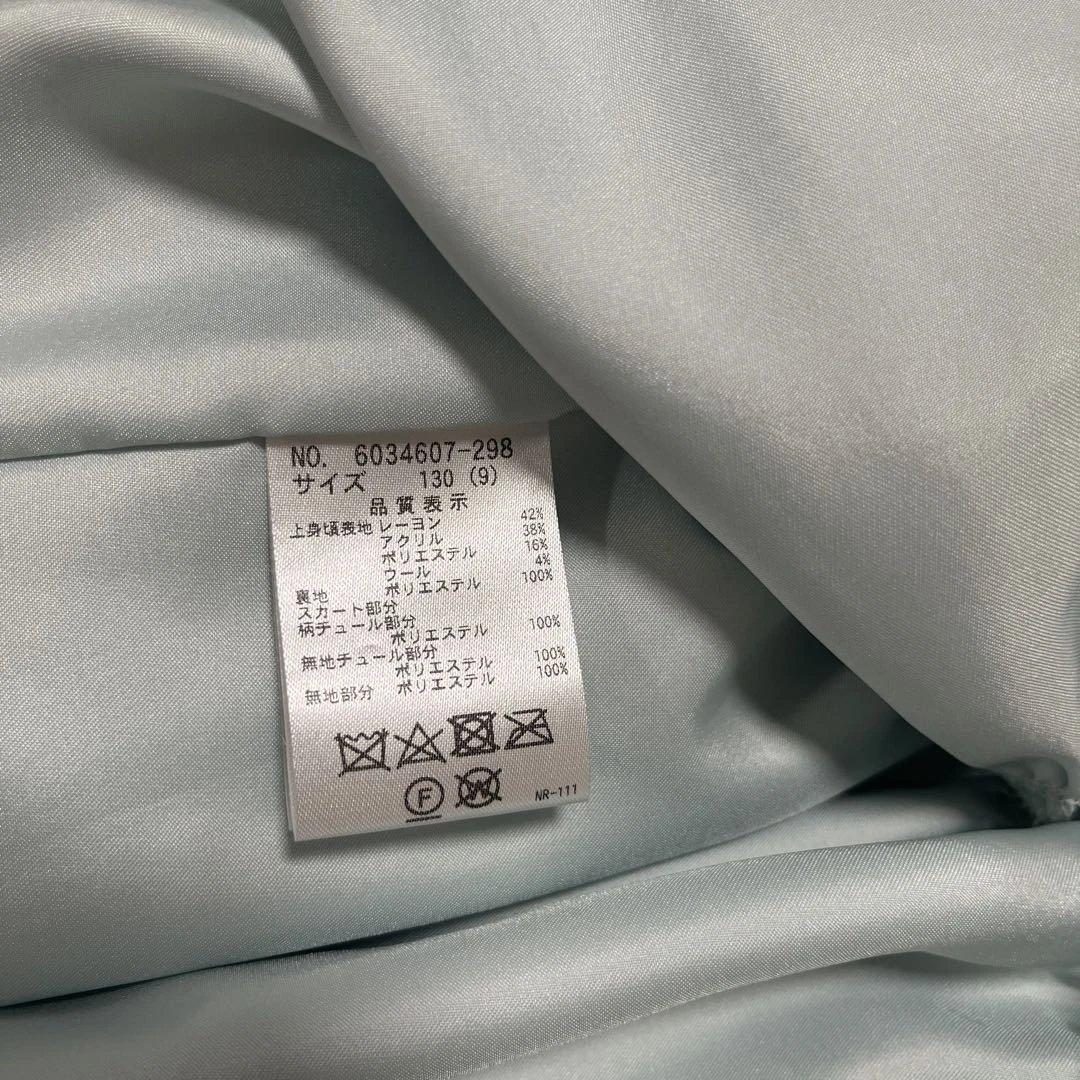 NO. 6034607-298
サイズ 130 (9)
品質表示
上身頃表地 レーヨン 42%
アクリル 38%
ポリエステル 16%
ウール 4%
裏地 ポリエステル 100%
スカート部分
柄チュール部分
ポリエステル 100%
無地チュール部分
ポリエステル 100%
無地部分 ポリエステル 100%
F W
NR-111